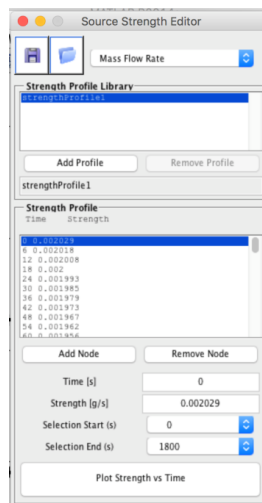 Source Strength Editor
Mass Flow Rate
Strength Profile Library
strengthProfile1
Add Profile Remove Profile
strengthProfile1
Strength Profile
Time Strength
0 0.002029
6 0.002018
12 0.002008
18 0.002
24 0.001993
30 0.001985
36 0.001979
42 0.001973
48 0.001967
54 0.001962
60 0.001956
Add Node Remove Node
Time [s] 0
Strength [g/s] 0.002029
Selection Start (s) 0
Selection End (s) 1800
Plot Strength vs Time